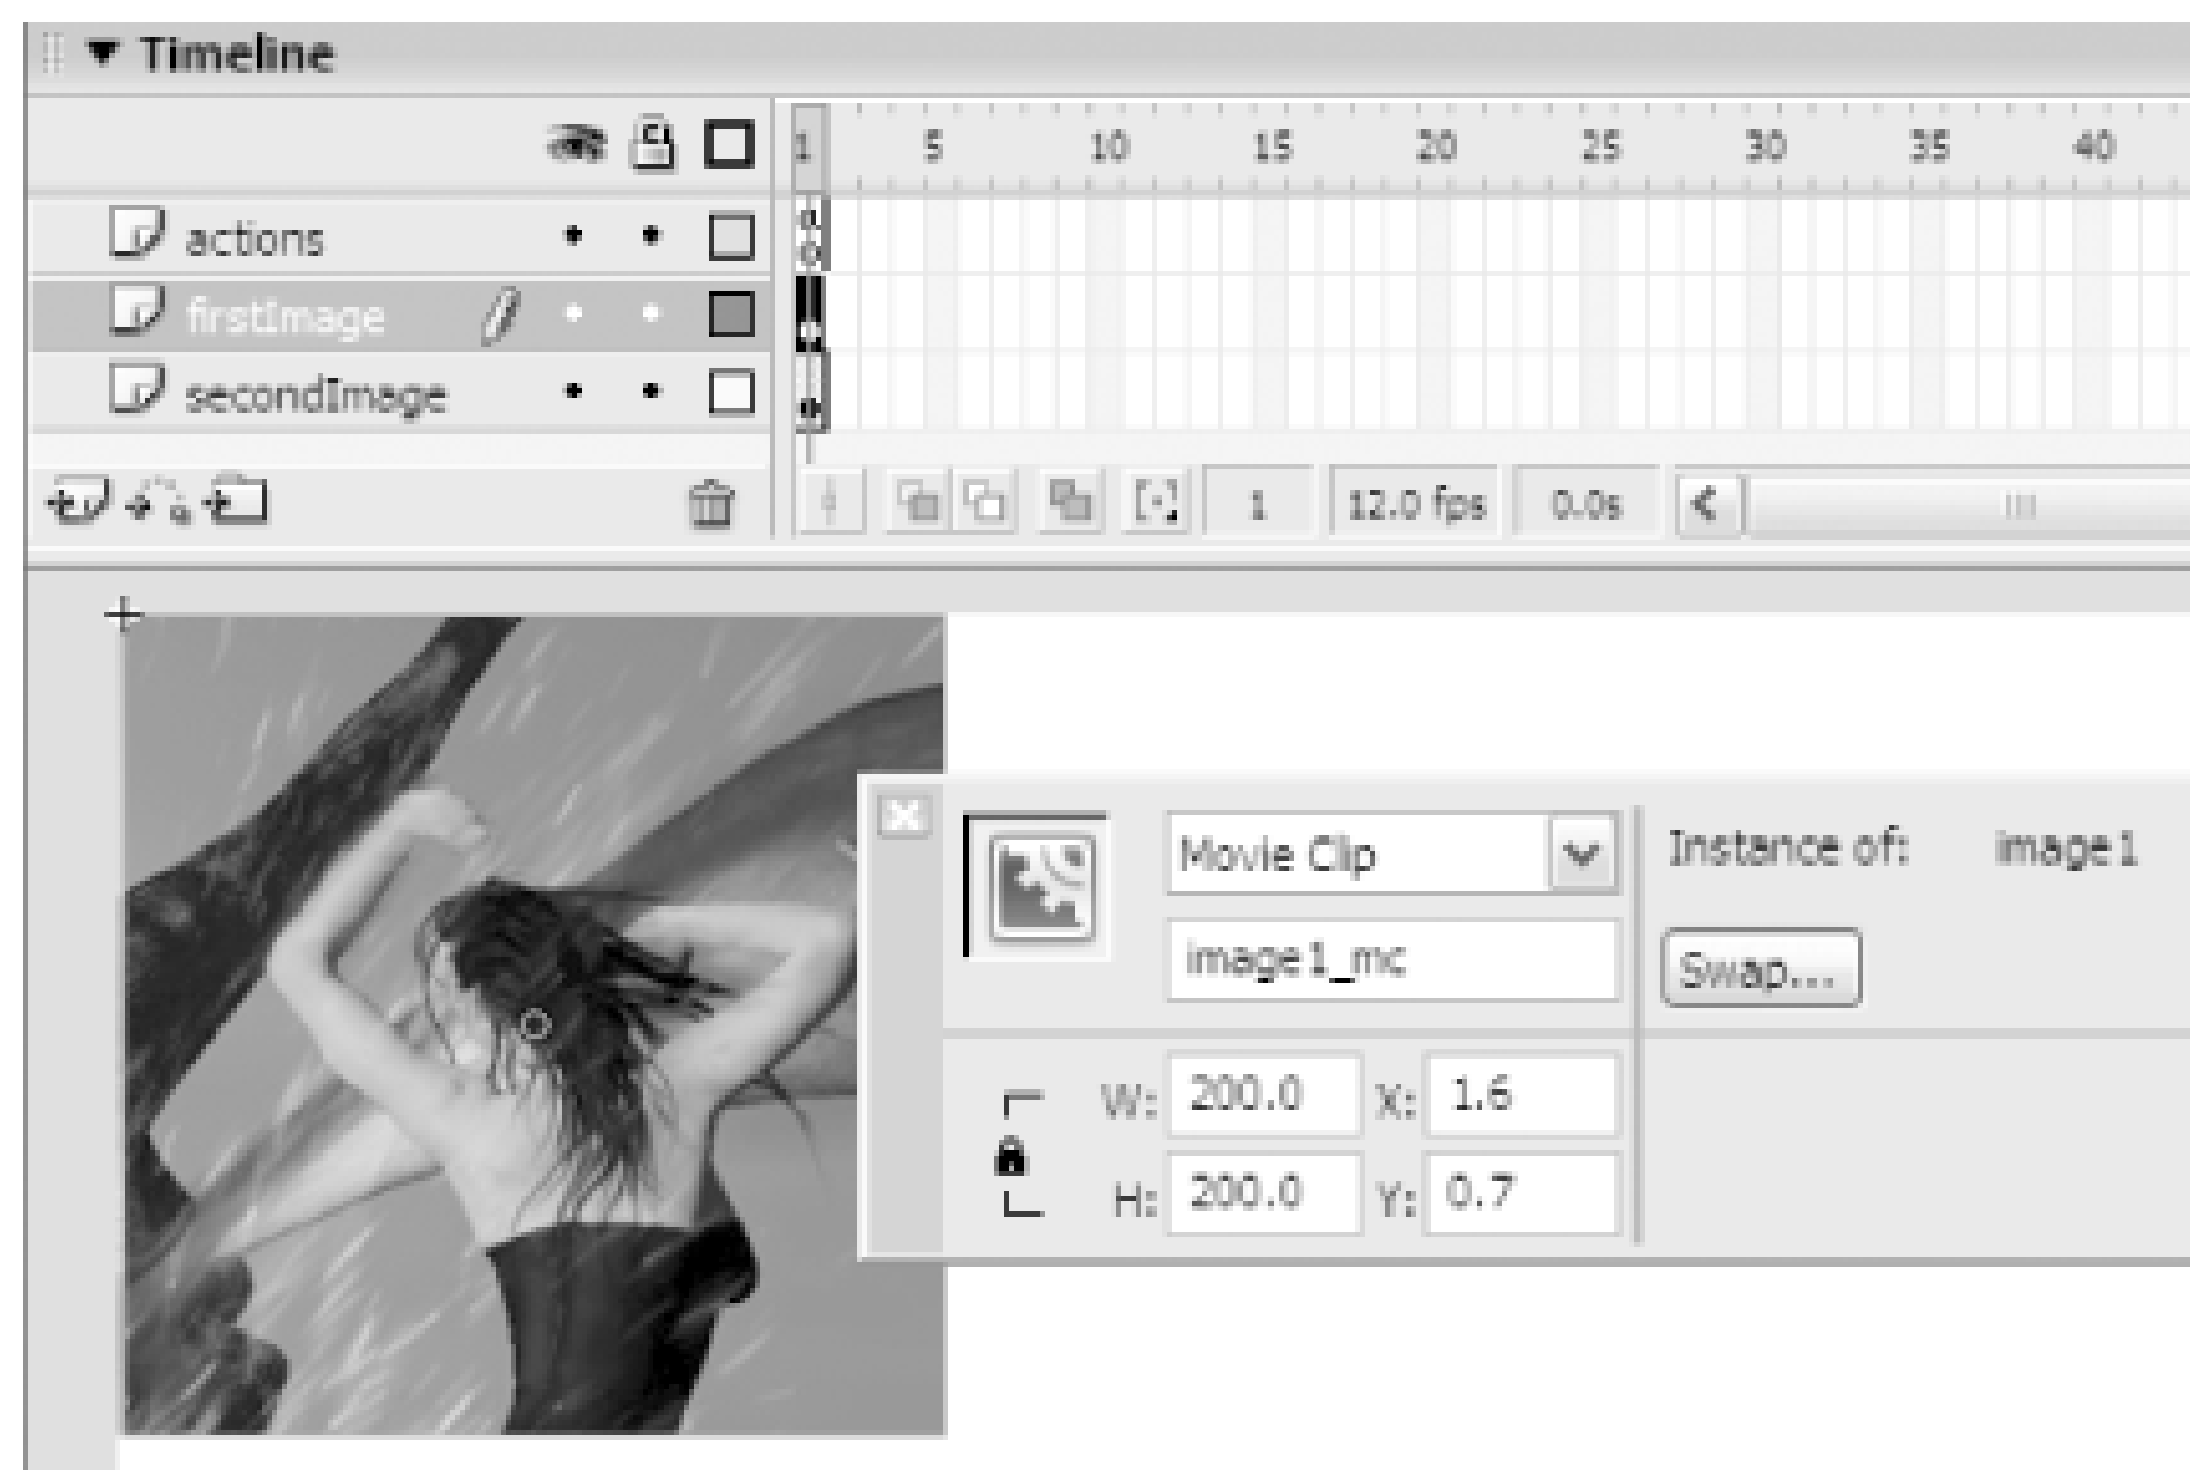 Timeline
1 5 10 15 20 25 30 35 40
actions
firstImage
secondImage
1 12.0 fps 0.0s
Movie Clip Instance of: image1
image1_mc Swap...
W: 200.0 X: 1.6
H: 200.0 Y: 0.7